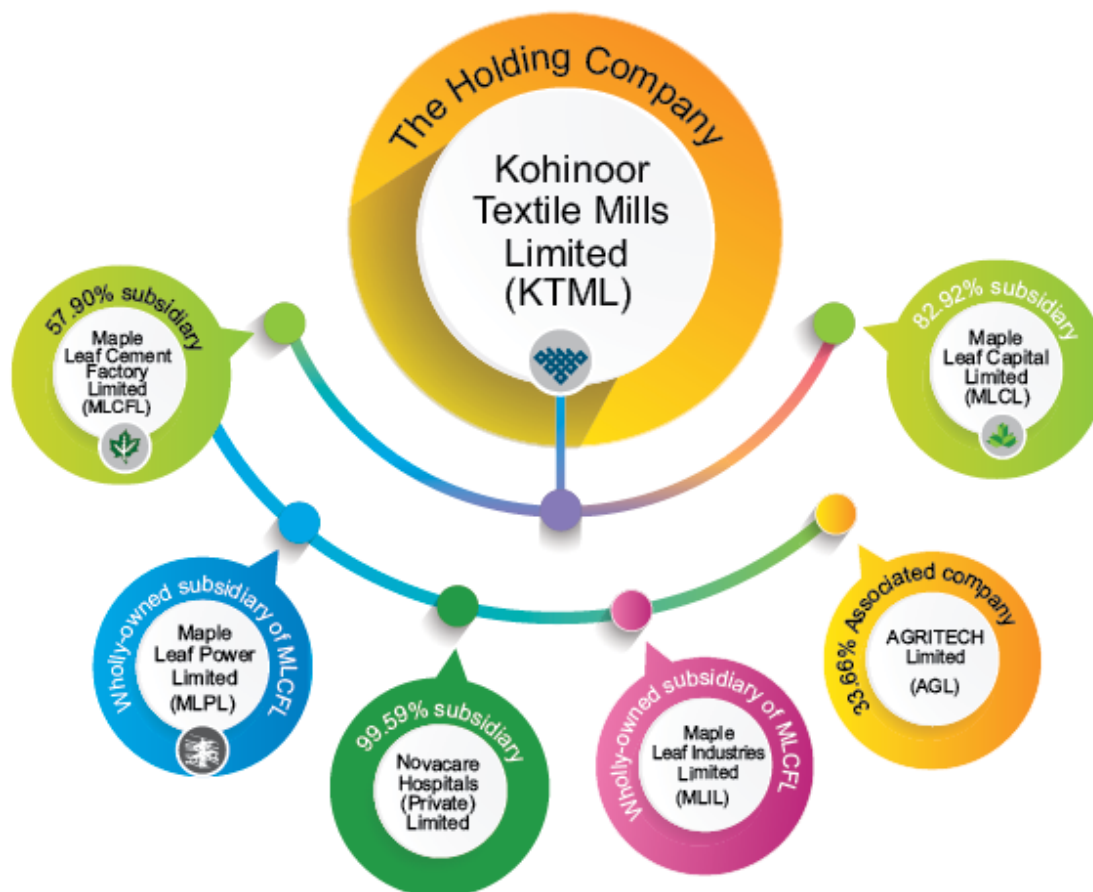 The Holding Company
Kohinoor
Textile Mills
Limited
(KTML)
57.90% subsidiary
Maple
Leaf Cement
Factory
Limited
(MLCFL)
82.92% subsidiary
Maple
Leaf Capital
Limited
(MLCL)
Wholly-owned subsidiary of MLCFL
Maple
Leaf Power
Limited
(MLPL)
99.59% subsidiary
Novacare
Hospitals
(Private)
Limited
Wholly-owned subsidiary of MLCFL
Maple
Leaf Industries
Limited
(MLIL)
33.66% Associated company
AGRITECH
Limited
(AGL)